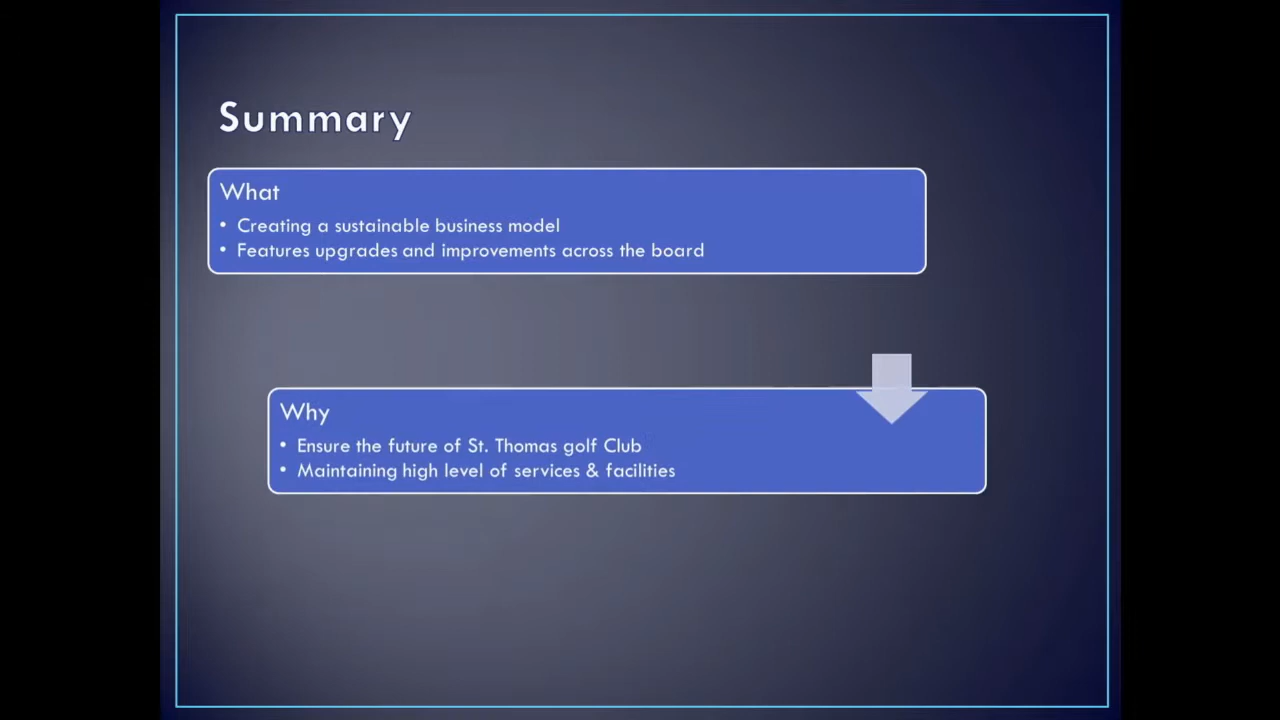 Summary
What
• Creating a sustainable business model
• Features upgrades and improvements across the board
Why
• Ensure the future of St. Thomas golf Club
• Maintaining high level of services & facilities